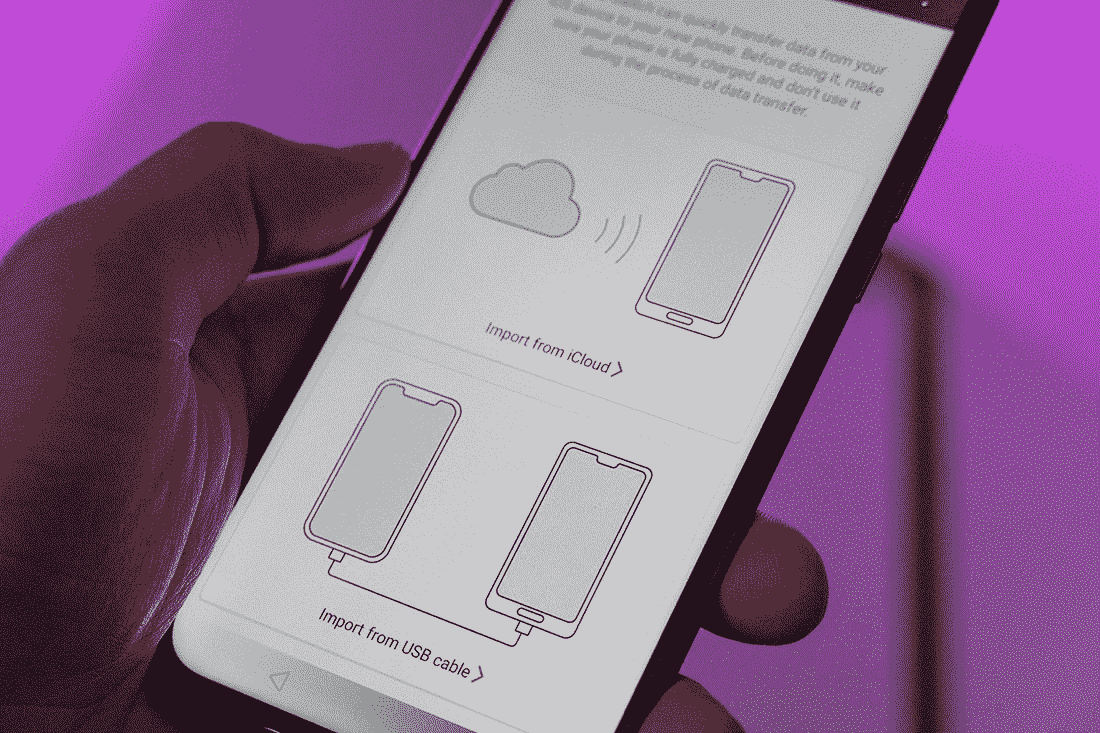 can quickly transfer data from your
device to your new phone. Before doing it, make
sure your phone is fully charged and don't use it
during the process of data transfer.
Import from iCloud >
Import from USB cable >